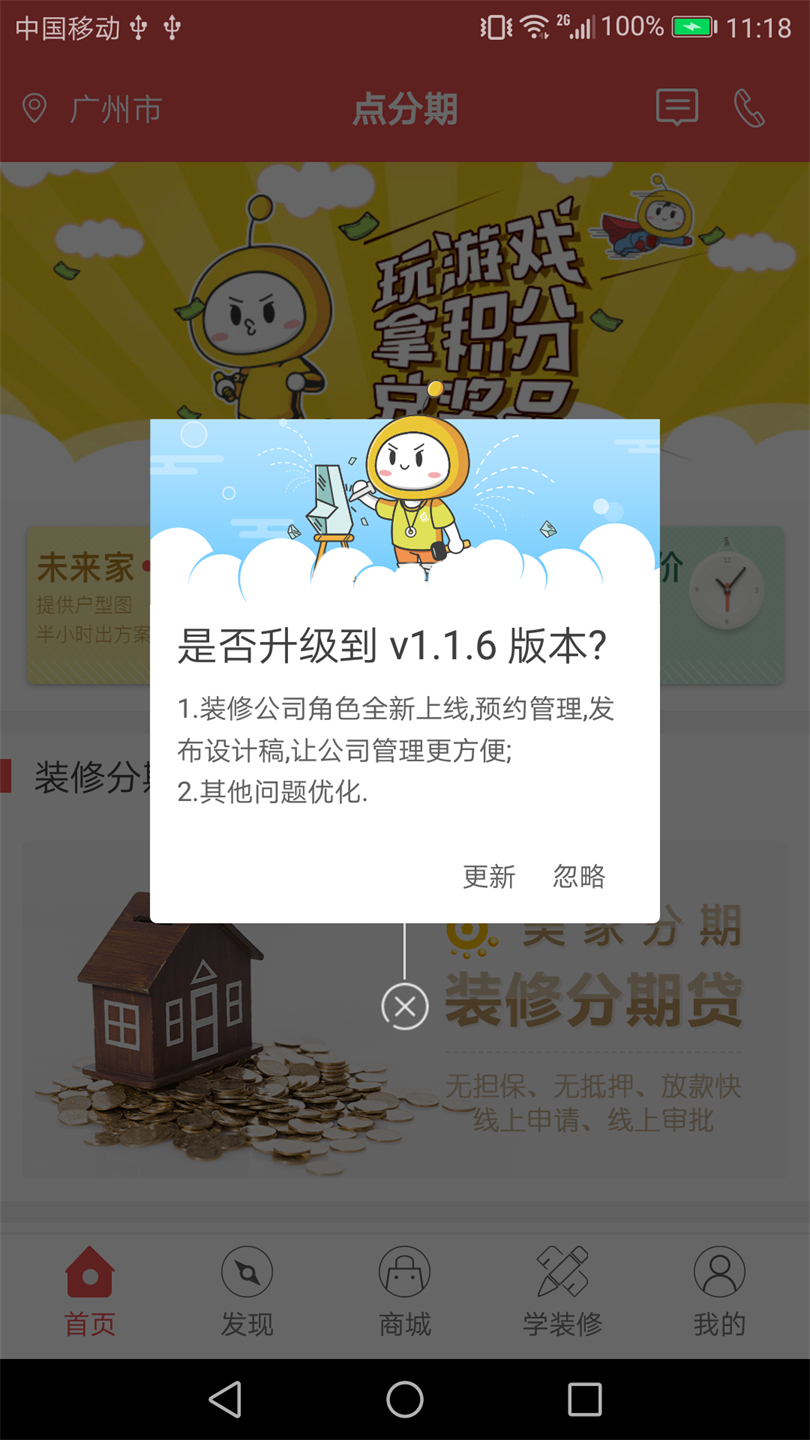 中国移动 2G 100% 11:18
广州市 点分期
玩游戏
拿积分
是否升级到 v1.1.6 版本?
1.装修公司角色全新上线,预约管理,发
布设计稿,让公司管理更方便;
2.其他问题优化.
更新 忽略
未来家
提供户型图
半小时出方案
价
装修分期
美家分期
装修分期贷
无担保、无抵押、放款快
线上申请、线上审批
首页 发现 商城 学装修 我的